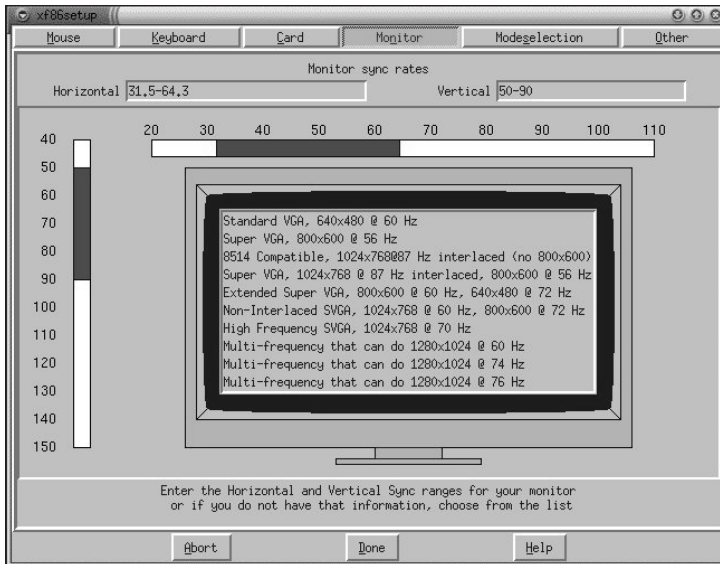 xf86setup
Mouse Keyboard Card Monitor Modeselection Other
Monitor sync rates
Horizontal 31.5-64.3 Vertical 50-90
20 30 40 50 60 70 80 90 100 110
40
50
60
70
80
90
100
110
120
130
140
150
Standard VGA, 640x480 @ 60 Hz
Super VGA, 800x600 @ 56 Hz
8514 Compatible, 1024x768@87 Hz interlaced (no 800x600)
Super VGA, 1024x768 @ 87 Hz interlaced, 800x600 @ 56 Hz
Extended Super VGA, 800x600 @ 60 Hz, 640x480 @ 72 Hz
Non-Interlaced SVGA, 1024x768 @ 60 Hz, 800x600 @ 72 Hz
High Frequency SVGA, 1024x768 @ 70 Hz
Multi-frequency that can do 1280x1024 @ 60 Hz
Multi-frequency that can do 1280x1024 @ 74 Hz
Multi-frequency that can do 1280x1024 @ 76 Hz
Enter the Horizontal and Vertical Sync ranges for your monitor
or if you do not have that information, choose from the list
Abort Done Help